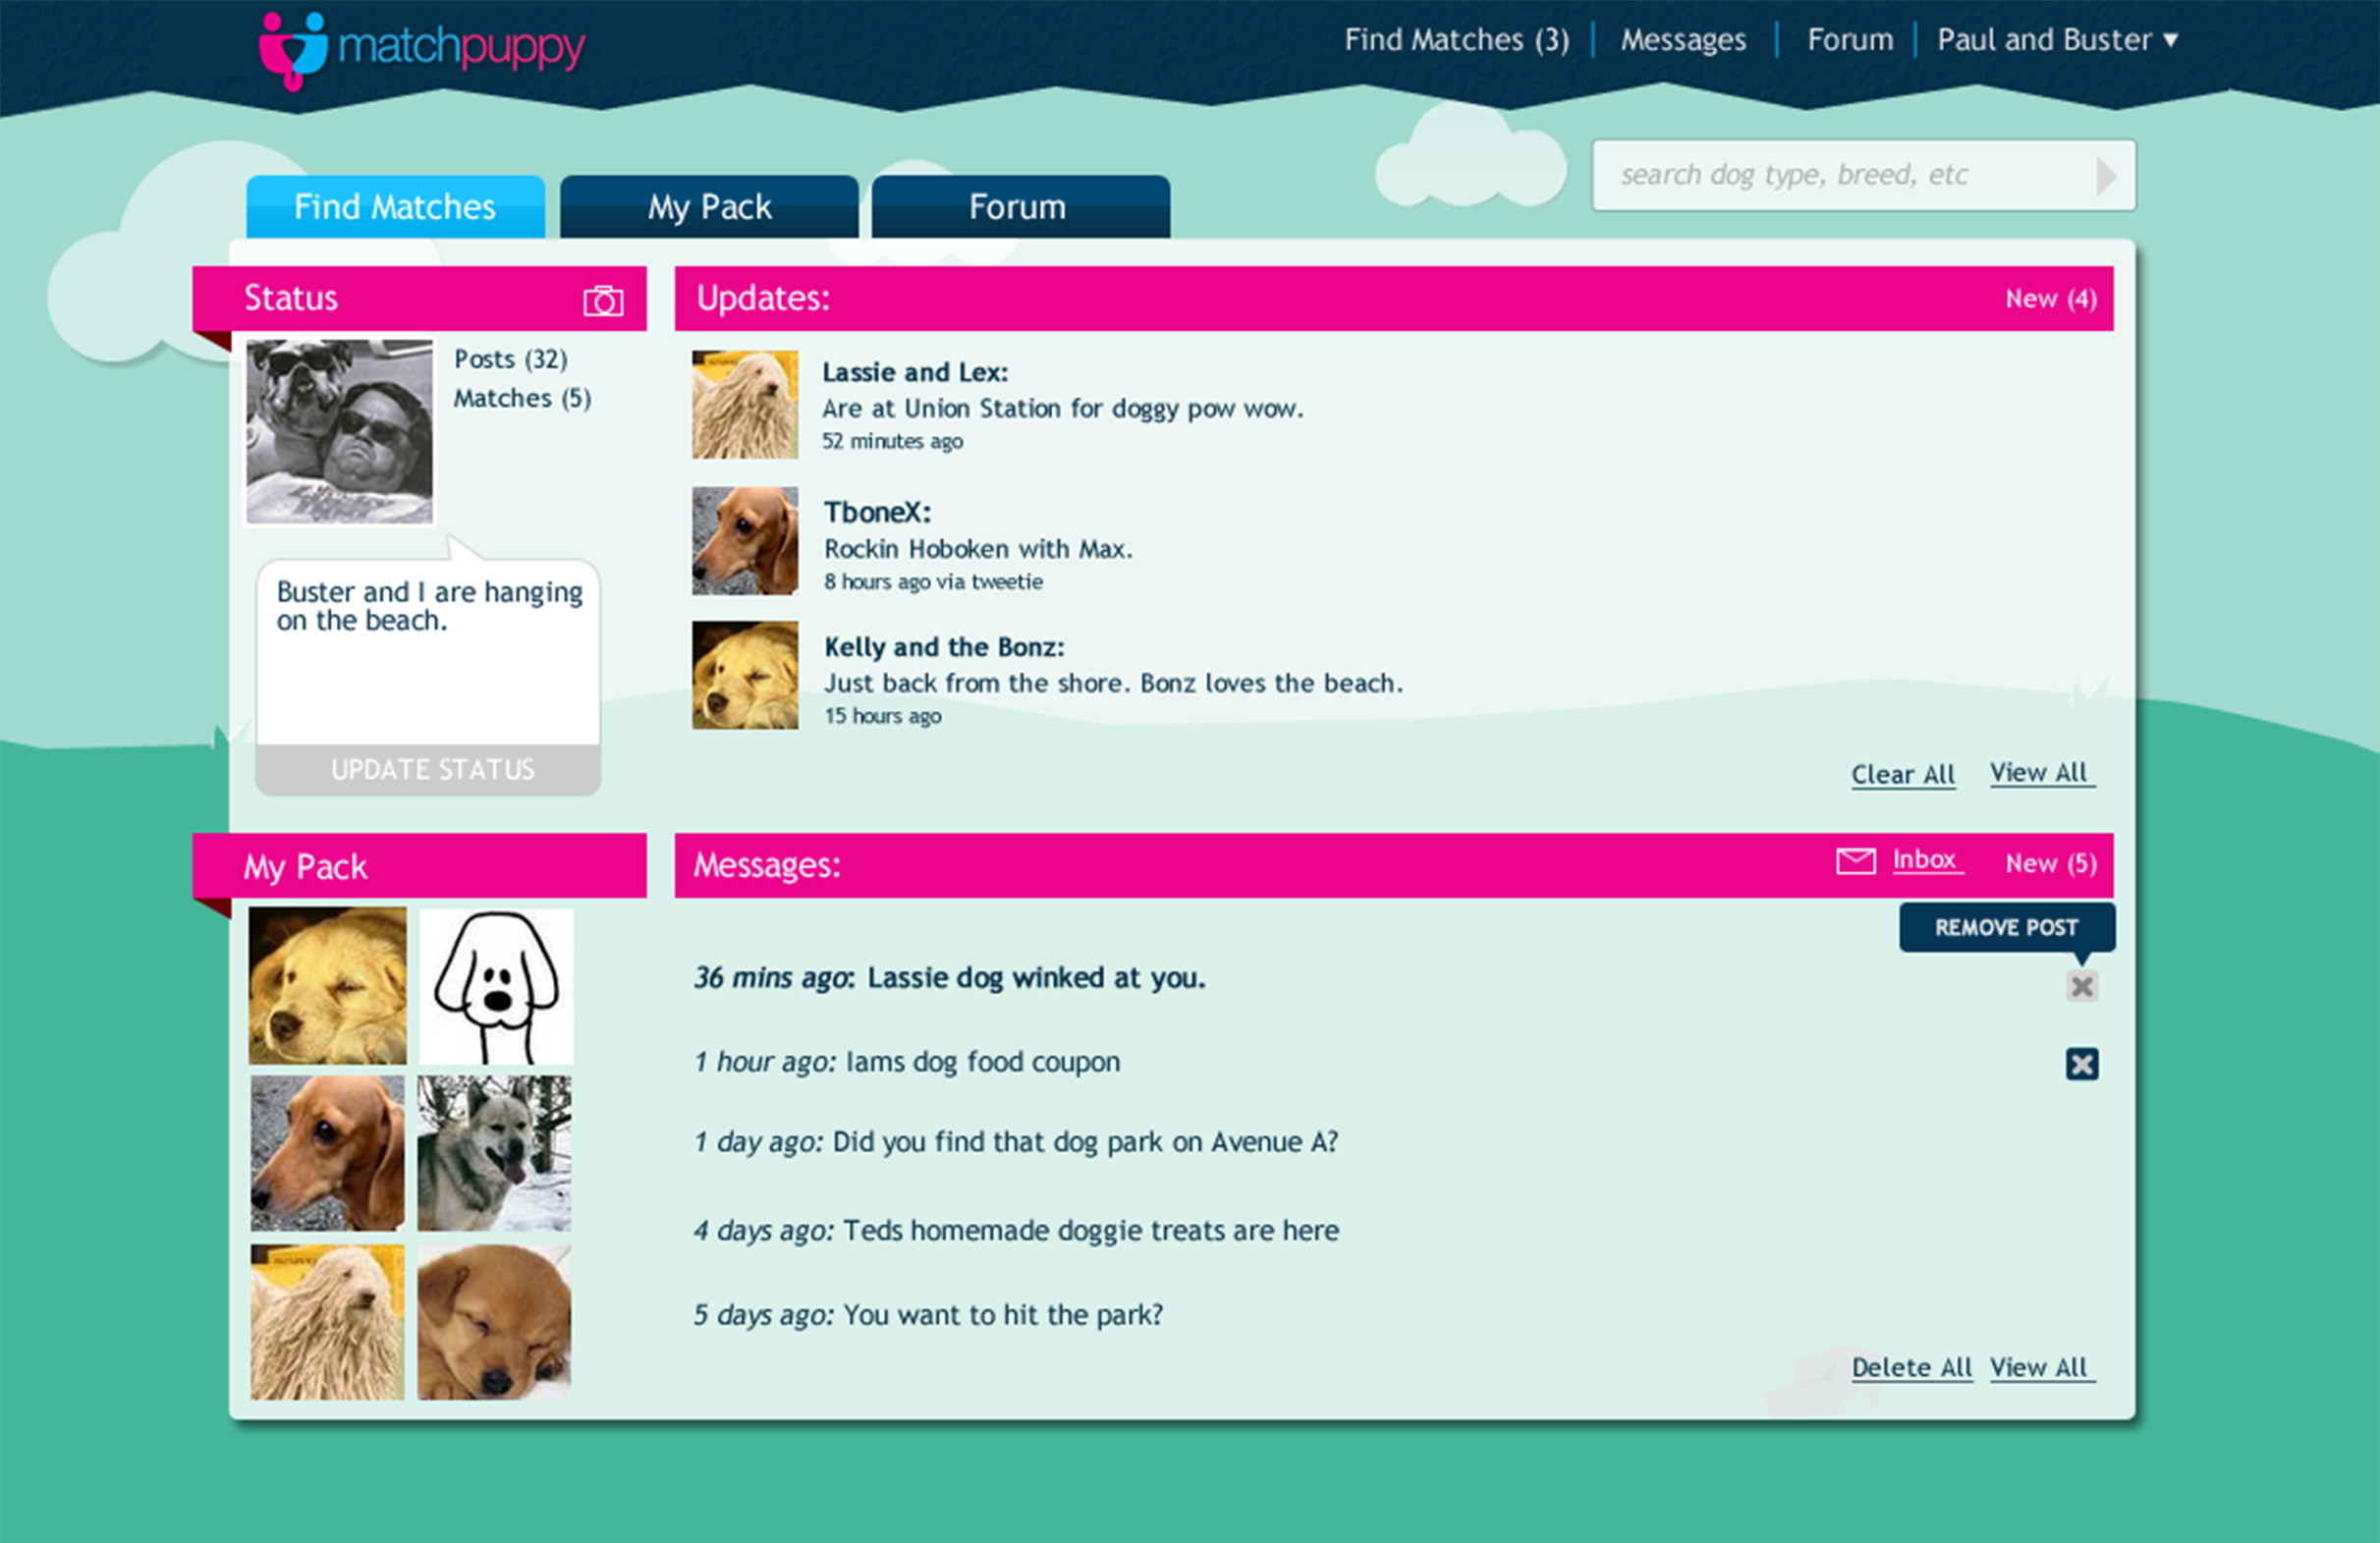 matchpuppy
Find Matches (3)
Messages
Forum
Paul and Buster
search dog type, breed, etc
Find Matches
My Pack
Forum
Status
Posts (32)
Matches (5)
Buster and I are hanging
on the beach.
UPDATE STATUS
Updates:
New (4)
Lassie and Lex:
Are at Union Station for doggy pow wow.
52 minutes ago
TboneX:
Rockin Hoboken with Max.
8 hours ago via tweetie
Kelly and the Bonz:
Just back from the shore. Bonz loves the beach.
15 hours ago
Clear All
View All
My Pack
Messages:
Inbox
New (5)
REMOVE POST
36 mins ago: Lassie dog winked at you.
1 hour ago: Iams dog food coupon
1 day ago: Did you find that dog park on Avenue A?
4 days ago: Teds homemade doggie treats are here
5 days ago: You want to hit the park?
Delete All
View All